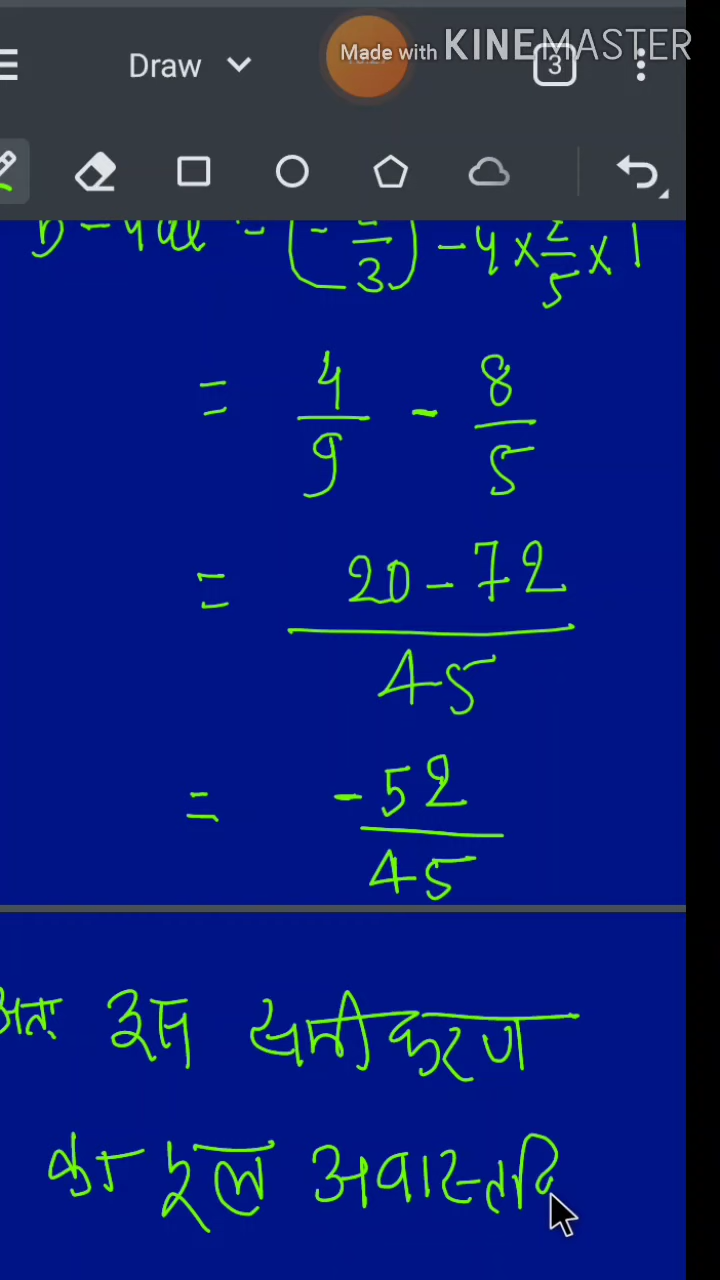 Draw
Made with KINEMASTER
3
= 4/9 - 8/5
= 20-72/45
= -52/45
अतः इस समीकरण
का मूल अवास्तवि